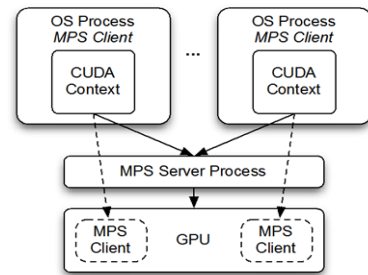 OS Process
MPS Client
CUDA
Context
...
OS Process
MPS Client
CUDA
Context
MPS Server Process
MPS
Client
GPU
MPS
Client